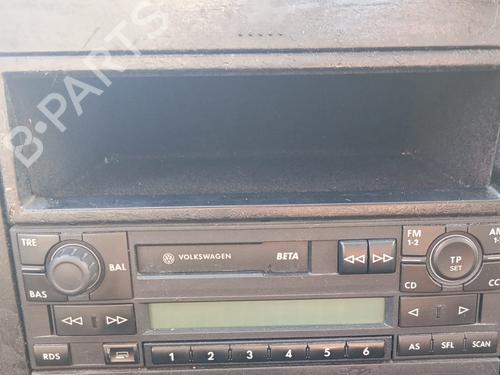 B-PARTS
TRE
BAL
BAS
VOLKSWAGEN BETA
FM
1-2
AM
TP
SET
CD
RDS
1 2 3 4 5 6
AS SFL SCAN